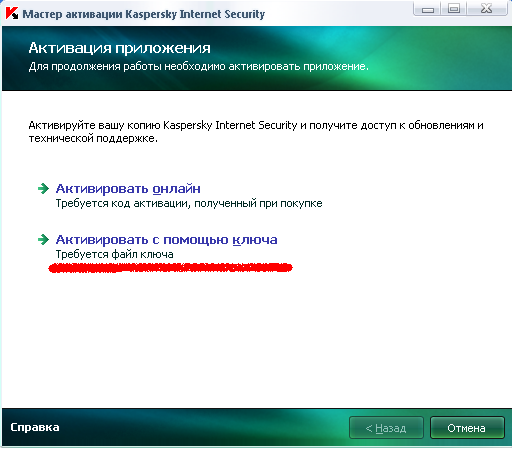 Мастер активации Kaspersky Internet Security
Активация приложения
Для продолжения работы необходимо активировать приложение.
Активируйте вашу копию Kaspersky Internet Security и получите доступ к обновлениям и
технической поддержке.
Активировать онлайн
Требуется код активации, полученный при покупке
Активировать с помощью ключа
Требуется файл ключа
Справка
< Назад
Отмена